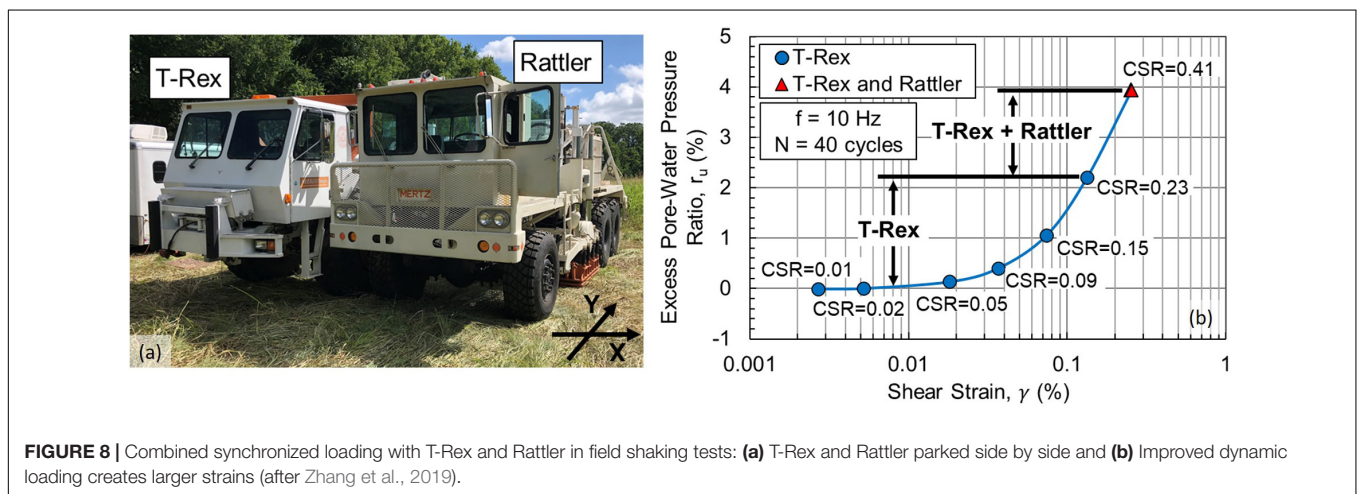 T-Rex
Rattler
MERTZ
Y
X
(a)
Excess Pore-Water Pressure
Ratio, rᵤ (%)
5
4
3
2
1
0
-1
T-Rex
T-Rex and Rattler
f = 10 Hz
N = 40 cycles
CSR=0.41
T-Rex + Rattler
CSR=0.23
T-Rex
CSR=0.15
CSR=0.01
CSR=0.09
CSR=0.05
CSR=0.02
(b)
0.001
0.01
0.1
1
Shear Strain, γ (%)
FIGURE 8 | Combined synchronized loading with T-Rex and Rattler in field shaking tests: (a) T-Rex and Rattler parked side by side and (b) Improved dynamic
loading creates larger strains (after Zhang et al., 2019).